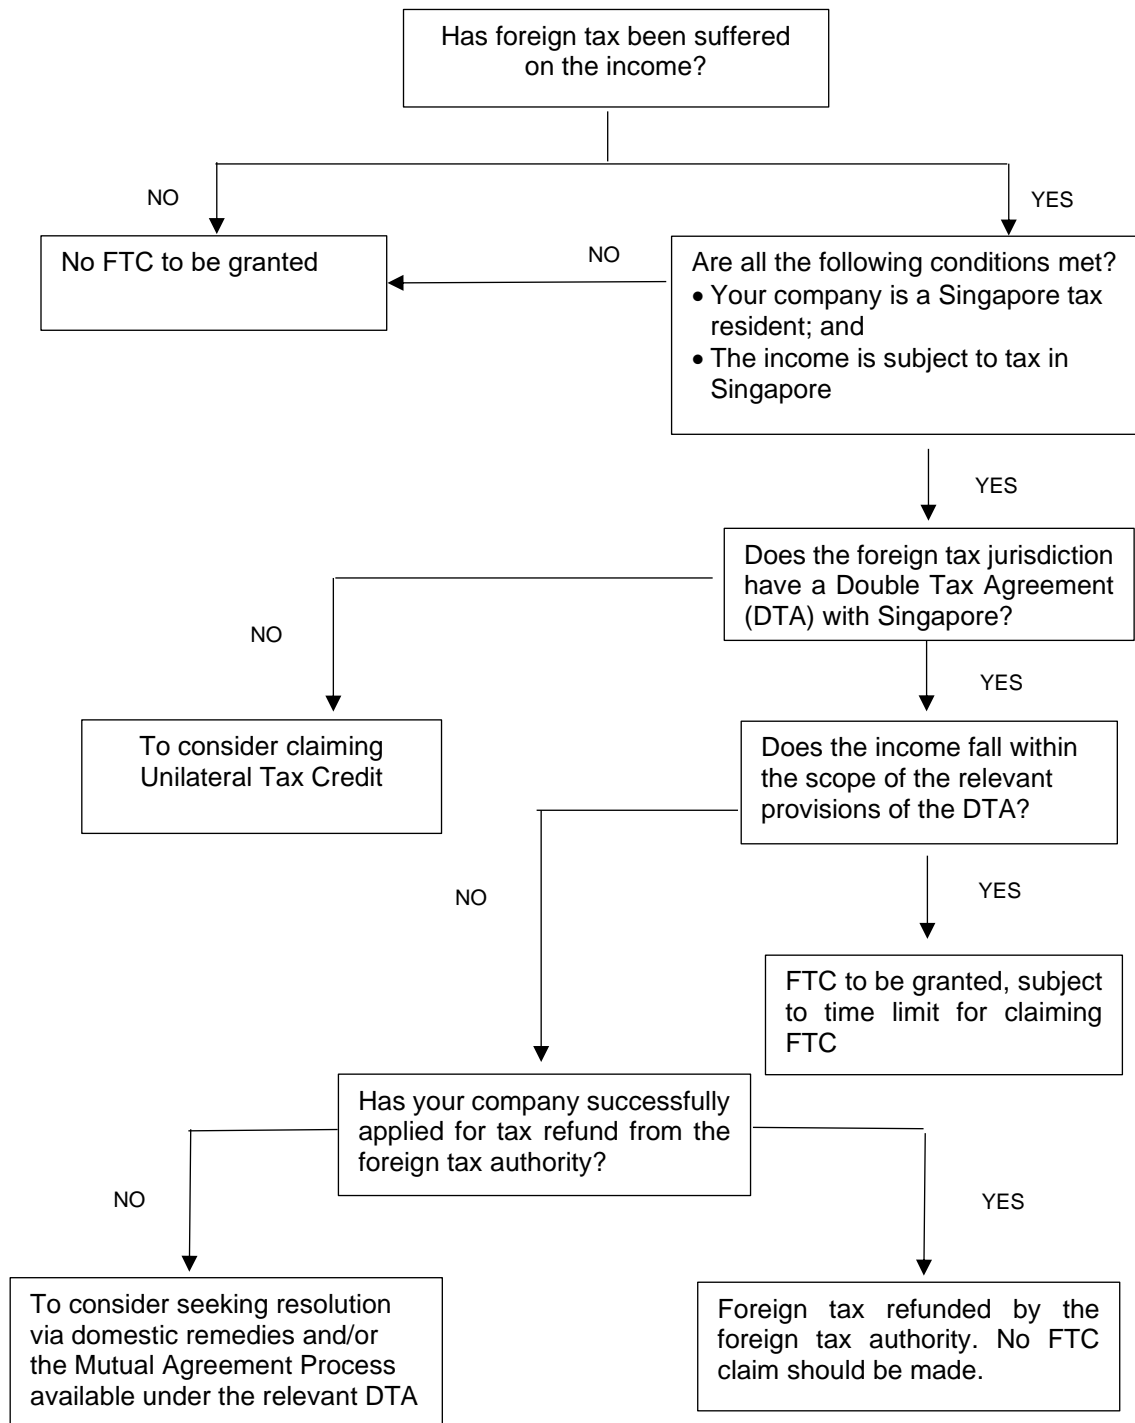 Has foreign tax been suffered
on the income?
NO
YES
No FTC to be granted
NO
Are all the following conditions met?
• Your company is a Singapore tax
resident; and
• The income is subject to tax in
Singapore
YES
Does the foreign tax jurisdiction
have a Double Tax Agreement
(DTA) with Singapore?
NO
YES
To consider claiming
Unilateral Tax Credit
Does the income fall within
the scope of the relevant
provisions of the DTA?
NO
YES
FTC to be granted, subject
to time limit for claiming
FTC
Has your company successfully
applied for tax refund from the
foreign tax authority?
NO
YES
To consider seeking resolution
via domestic remedies and/or
the Mutual Agreement Process
available under the relevant DTA
Foreign tax refunded by the
foreign tax authority. No FTC
claim should be made.